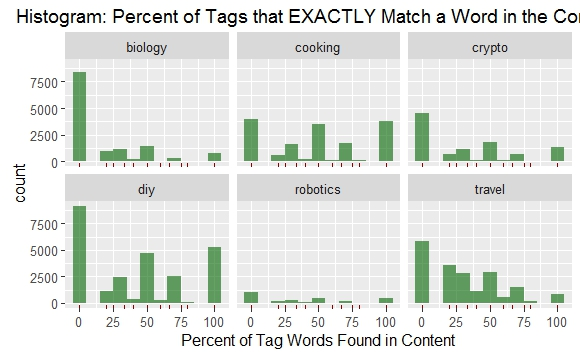 Histogram: Percent of Tags that EXACTLY Match a Word in the Co
biology cooking crypto
7500
5000
2500
0
diy robotics travel
7500
5000
2500
0
count
0 25 50 75 100 0 25 50 75 100 0 25 50 75 100
Percent of Tag Words Found in Content